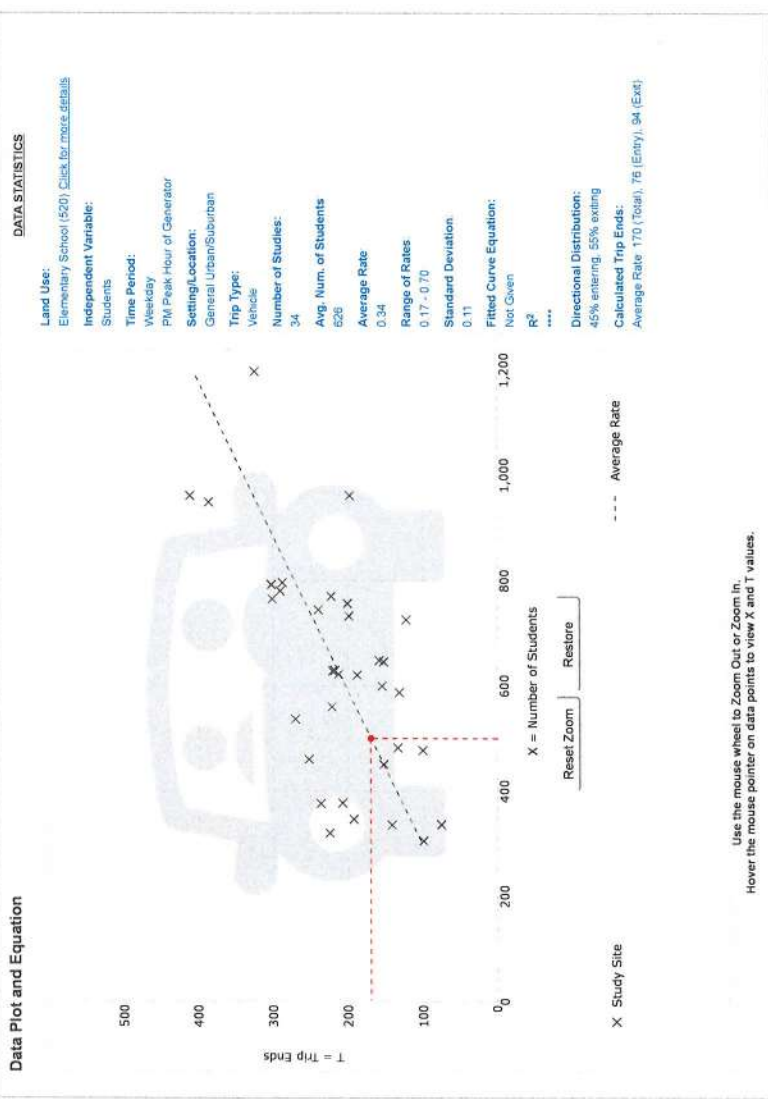 Data Plot and Equation
DATA STATISTICS
Land Use:
Elementary School (520) Click for more details
Independent Variable:
Students
Time Period:
Weekday
PM Peak Hour of Generator
Setting/Location:
General Urban/Suburban
Trip Type:
Vehicle
Number of Studies:
34
Avg. Num. of Students
626
Average Rate
0.34
Range of Rates
0.17 - 0.70
Standard Deviation
0.11
Fitted Curve Equation:
Not Given
R²
****
Directional Distribution:
45% entering, 55% exiting
Calculated Trip Ends:
Average Rate 170 (Total), 76 (Entry), 94 (Exit)
T = Trip Ends
500
400
300
200
100
0
0
200
400
600
800
1,000
1,200
X = Number of Students
Reset Zoom
Restore
× Study Site
--- Average Rate
Use the mouse wheel to Zoom Out or Zoom In.
Hover the mouse pointer on data points to view X and T values.